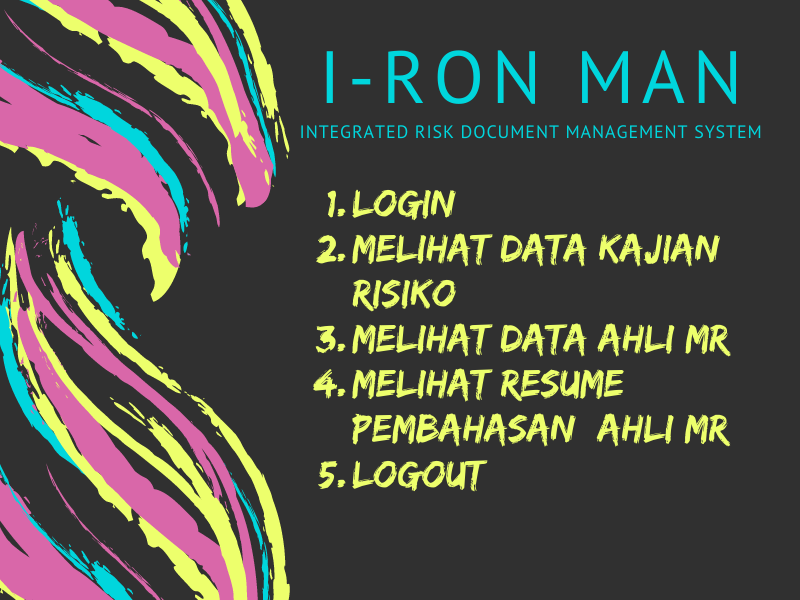 I-RON MAN
INTEGRATED RISK DOCUMENT MANAGEMENT SYSTEM
1. LOGIN
2. MELIHAT DATA KAJIAN
RISIKO
3. MELIHAT DATA AHLI MR
4. MELIHAT RESUME
PEMBAHASAN AHLI MR
5. LOGOUT